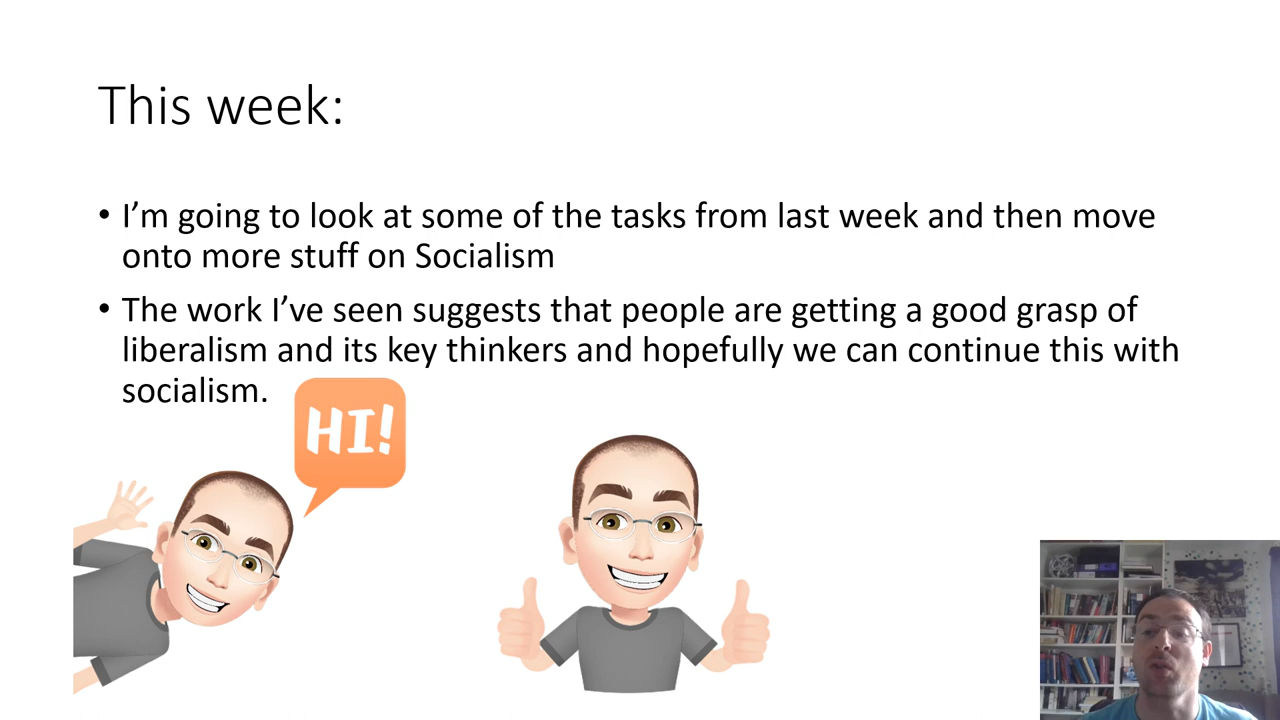 This week:
• I’m going to look at some of the tasks from last week and then move
onto more stuff on Socialism
• The work I’ve seen suggests that people are getting a good grasp of
liberalism and its key thinkers and hopefully we can continue this with
socialism.
HI!